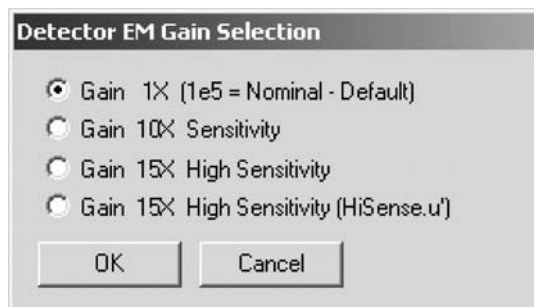 Detector EM Gain Selection
Gain 1X (1e5 = Nominal - Default)
Gain 10X Sensitivity
Gain 15X High Sensitivity
Gain 15X High Sensitivity (HiSense.u')
OK Cancel